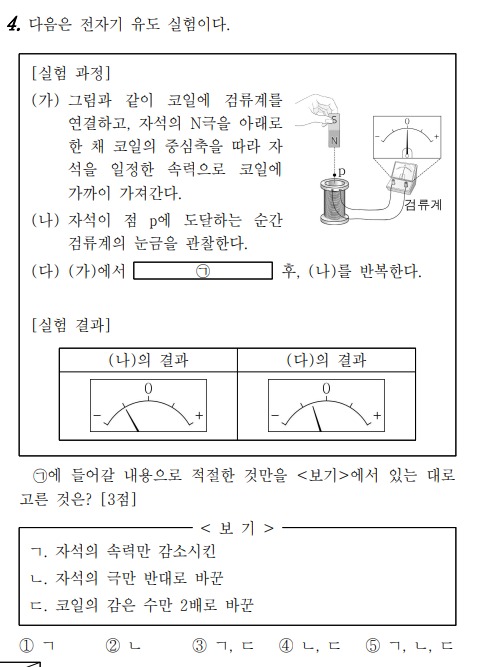 4. 다음은 전자기 유도 실험이다.
[실험 과정]
(가) 그림과 같이 코일에 검류계를
연결하고, 자석의 N극을 아래로
한 채 코일의 중심축을 따라 자
석을 일정한 속력으로 코일에
가까이 가져간다.
S
N
p
0
- +
검류계
(나) 자석이 점 p에 도달하는 순간
검류계의 눈금을 관찰한다.
(다) (가)에서 ㉠ 후, (나)를 반복한다.
[실험 결과]
(나)의 결과 (다)의 결과
0 0
- + - +
㉠에 들어갈 내용으로 적절한 것만을 <보기>에서 있는 대로
고른 것은? [3점]
< 보 기 >
ㄱ. 자석의 속력만 감소시킨
ㄴ. 자석의 극만 반대로 바꾼
ㄷ. 코일의 감은 수만 2배로 바꾼
① ㄱ ② ㄴ ③ ㄱ, ㄷ ④ ㄴ, ㄷ ⑤ ㄱ, ㄴ, ㄷ